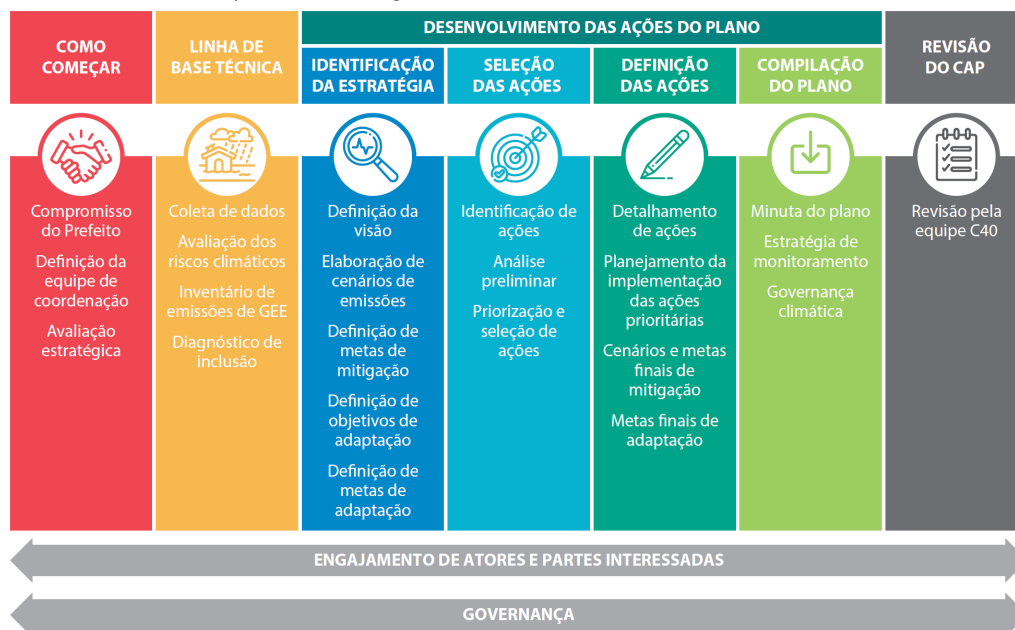 COMO
COMEÇAR
LINHA DE
BASE TÉCNICA
DESENVOLVIMENTO DAS AÇÕES DO PLANO
IDENTIFICAÇÃO
DA ESTRATÉGIA
SELEÇÃO
DAS AÇÕES
DEFINIÇÃO
DAS AÇÕES
COMPILAÇÃO
DO PLANO
REVISÃO
DO CAP
Compromisso
do Prefeito
Definição da
equipe de
coordenação
Avaliação
estratégica
Coleta de dados
Avaliação dos
riscos climáticos
Inventário de
emissões de GEE
Diagnóstico de
inclusão
Definição da
visão
Elaboração de
cenários de
emissões
Definição de
metas de
mitigação
Definição de
objetivos de
adaptação
Definição de
metas de
adaptação
Identificação de
ações
Análise
preliminar
Priorização e
seleção de
ações
Detalhamento
de ações
Planejamento da
implementação
das ações
prioritárias
Cenários e metas
finais de
mitigação
Metas finais de
adaptação
Minuta do plano
Estratégia de
monitoramento
Governança
climática
Revisão pela
equipe C40
ENGAJAMENTO DE ATORES E PARTES INTERESSADAS
GOVERNANÇA